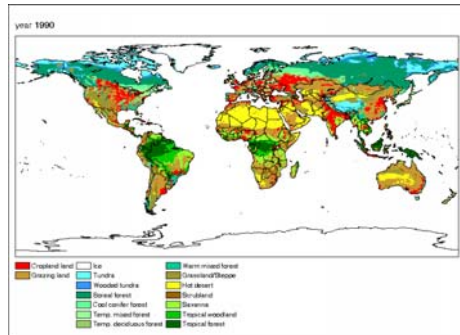 year 1990
Cropland land
Grazing land
Ice
Tundra
Wooded tundra
Boreal forest
Cool conifer forest
Temp. mixed forest
Temp. deciduous forest
Warm mixed forest
Grassland/Steppe
Hot desert
Scrubland
Savanna
Tropical woodland
Tropical forest